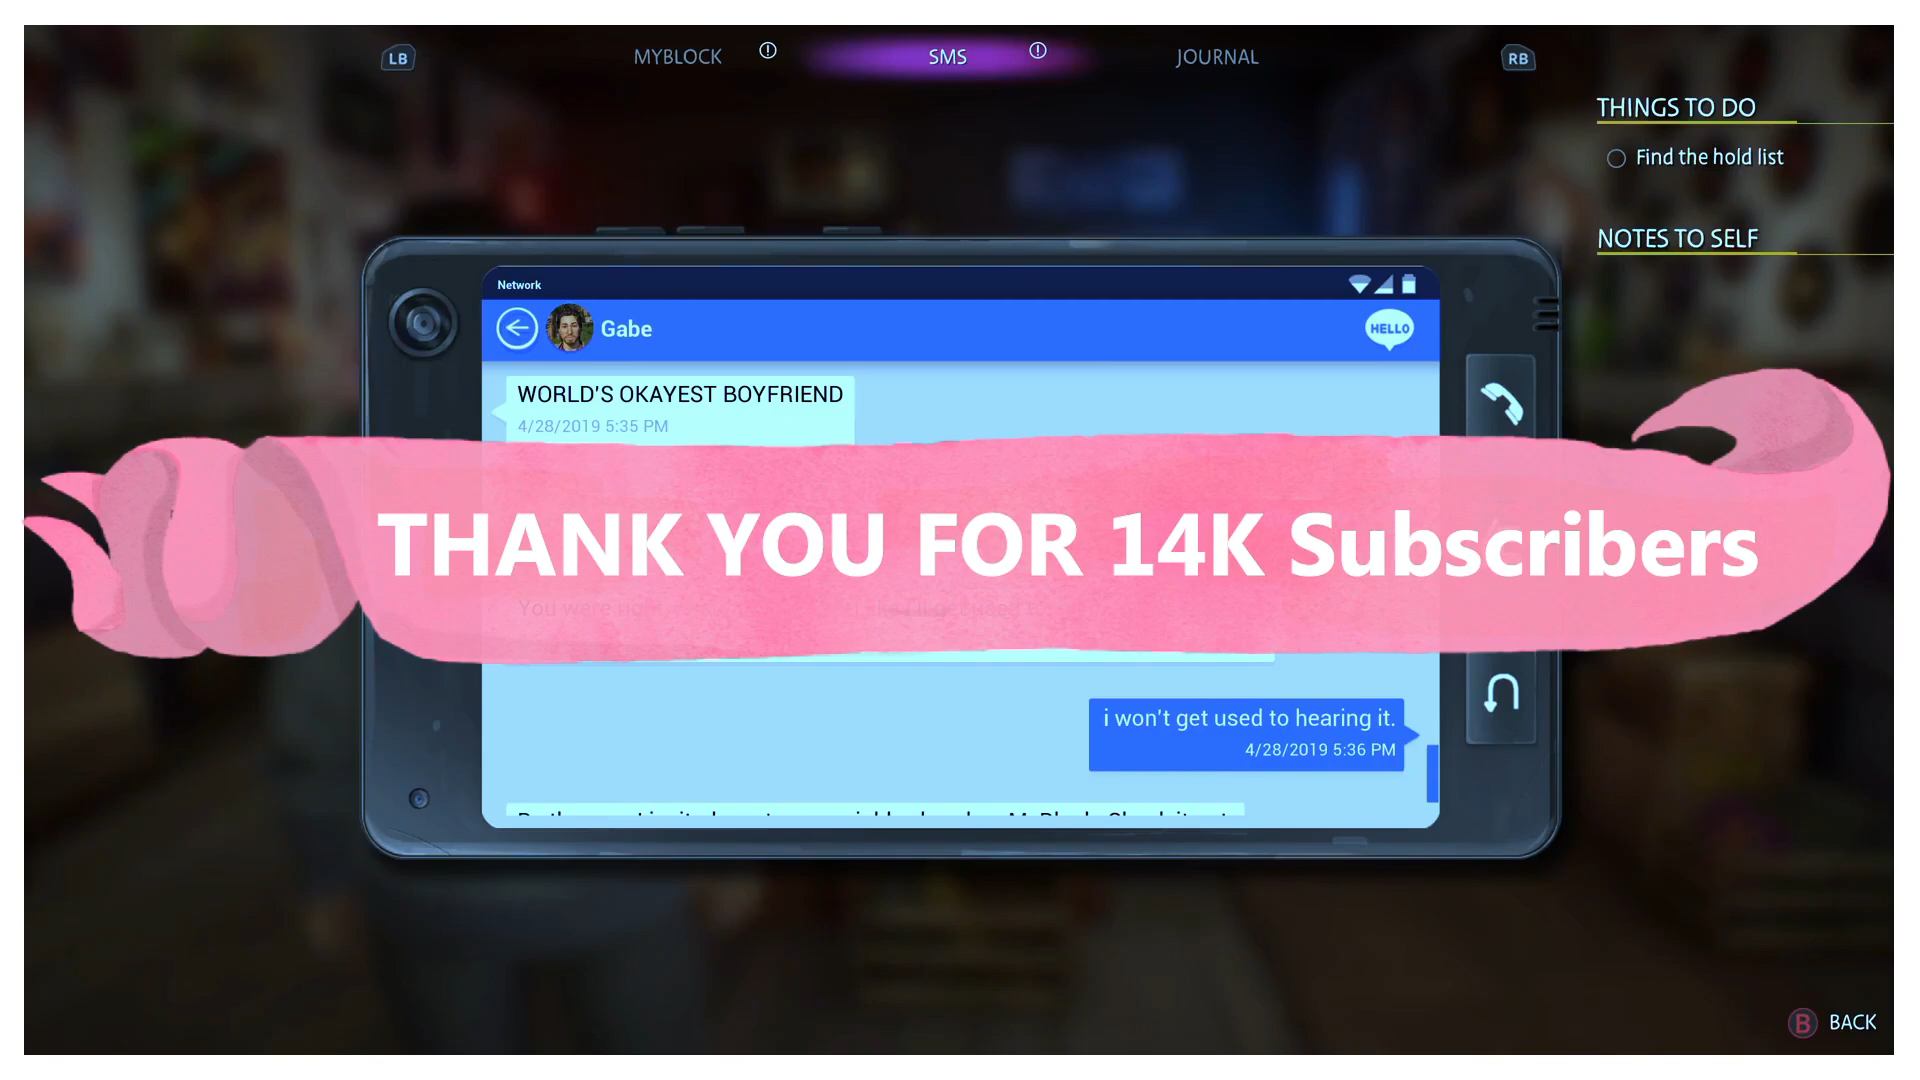 LB
MYBLOCK
SMS
JOURNAL
RB
THINGS TO DO
Find the hold list
NOTES TO SELF
Network
Gabe
HELLO
WORLD'S OKAYEST BOYFRIEND
4/28/2019 5:35 PM
THANK YOU FOR 14K Subscribers
You were
i won't get used to hearing it.
4/28/2019 5:36 PM
B BACK